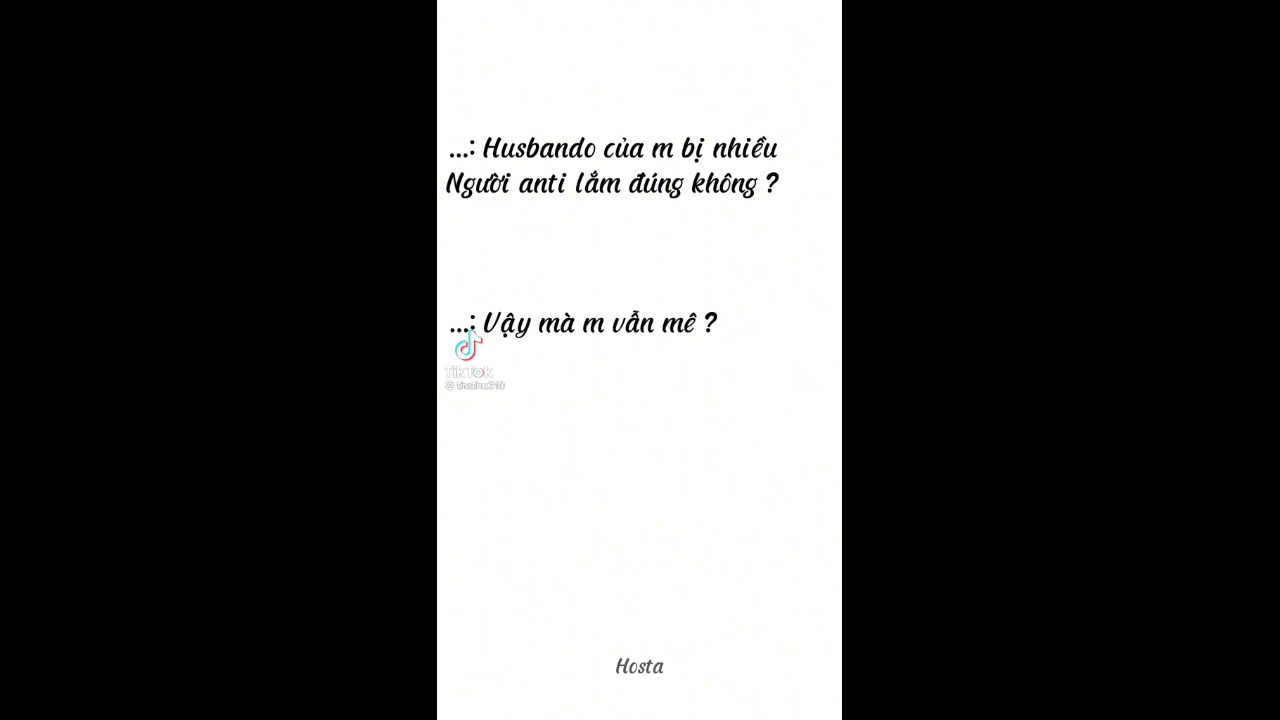 ...: Husbando của m bị nhiều
Người anti lắm đúng không ?
...: Vậy mà m vẫn mê ?
TikTok
Hosta